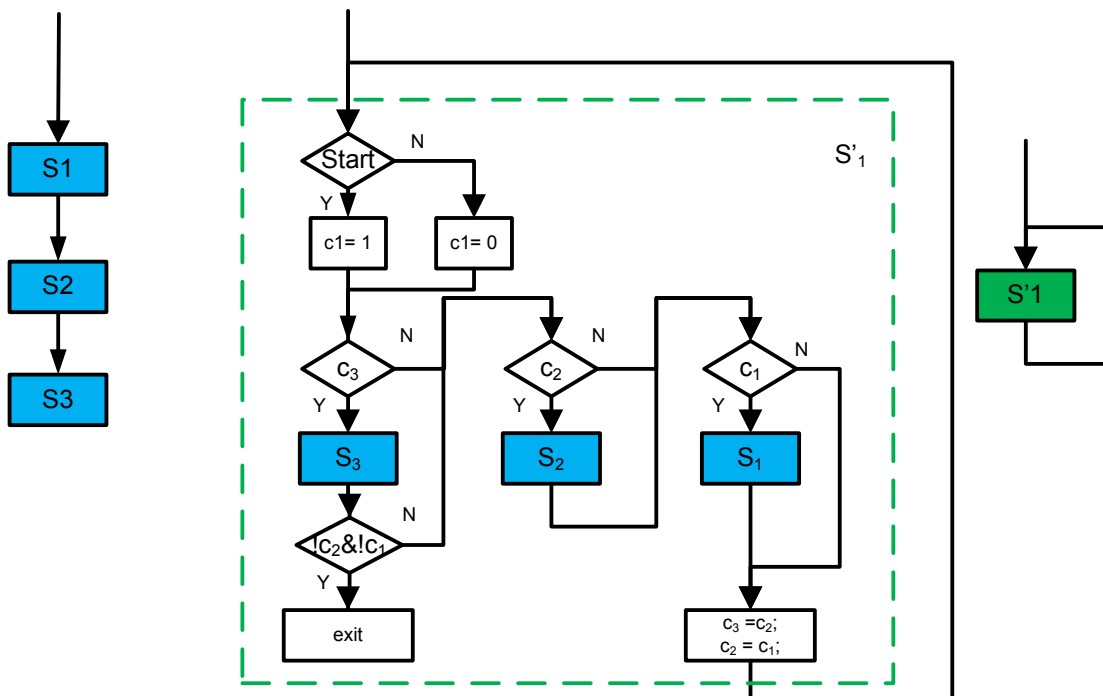 S1
S2
S3
S'₁
Start
N
Y
c1= 1
c1= 0
c₃
N
Y
c₂
N
Y
c₁
N
Y
S₃
S₂
S₁
!c₂&!c₁
N
Y
exit
c₃ =c₂;
c₂ = c₁;
S'1